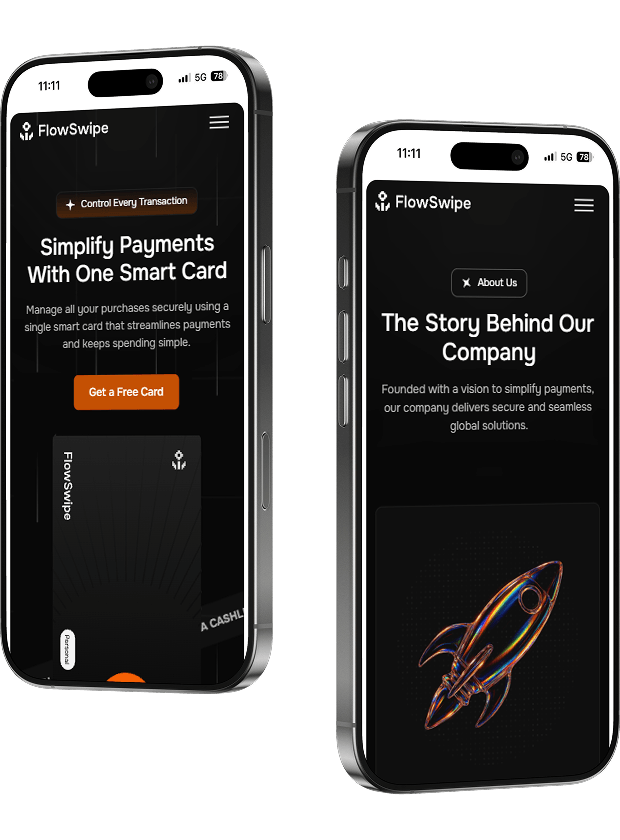 11:11
5G 78
FlowSwipe
Control Every Transaction
Simplify Payments
With One Smart Card
Manage all your purchases securely using a
single smart card that streamlines payments
and keeps spending simple.
Get a Free Card
FlowSwipe
Personal
A CASHL
11:11
5G 78
FlowSwipe
About Us
The Story Behind Our
Company
Founded with a vision to simplify payments,
our company delivers secure and seamless
global solutions.